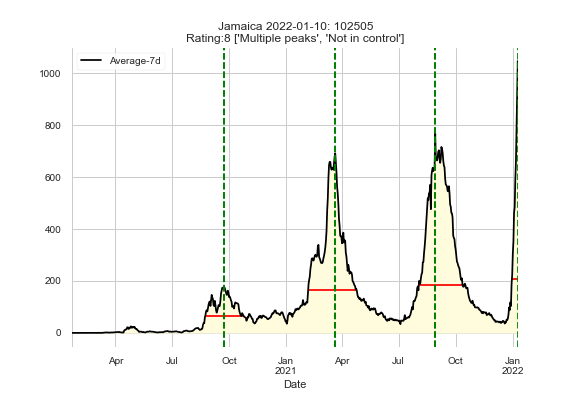 Jamaica 2022-01-10: 102505
Rating:8 ['Multiple peaks', 'Not in control']
Average-7d
1000
800
600
400
200
0
Apr Jul Oct Jan Apr Jul Oct Jan
2021 2022
Date